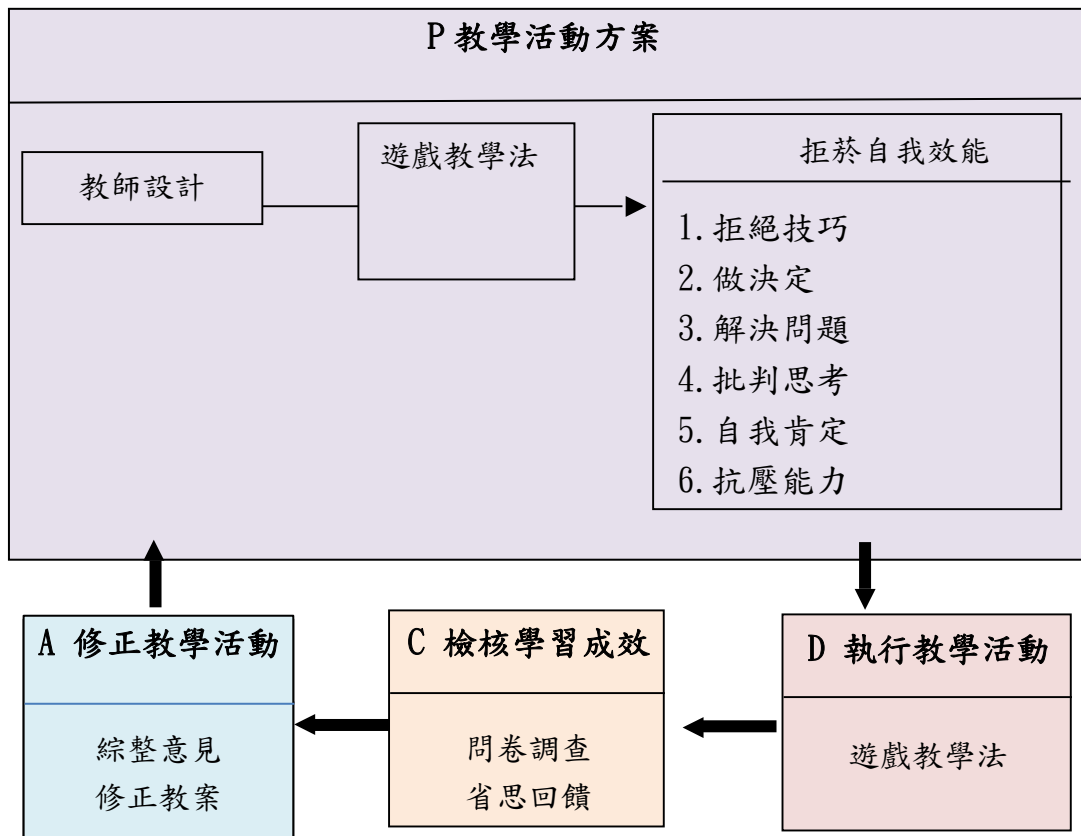 P 教學活動方案
教師設計
遊戲教學法
拒菸自我效能
1.拒絕技巧
2.做決定
3.解決問題
4.批判思考
5.自我肯定
6.抗壓能力
A 修正教學活動
綜整意見
修正教案
C 檢核學習成效
問卷調查
省思回饋
D 執行教學活動
遊戲教學法